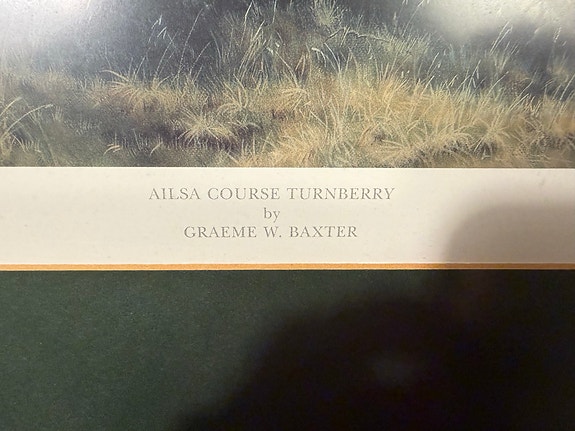 AILSA COURSE TURNBERRY
by
GRAEME W. BAXTER